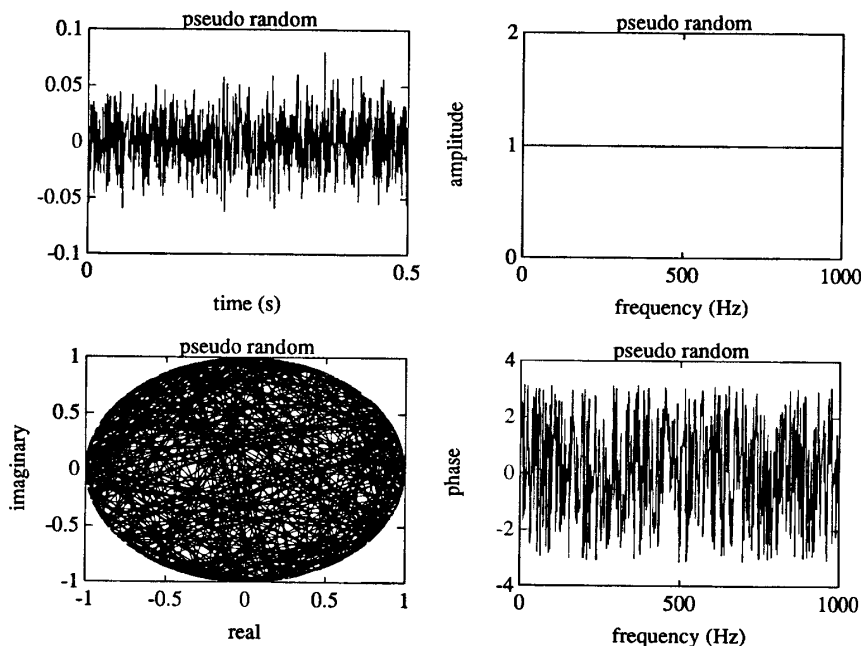 pseudo random
0.1
0.05
0
-0.05
-0.1
0
0.5
time (s)
pseudo random
2
1
0
amplitude
0
500
1000
frequency (Hz)
pseudo random
1
0.5
0
-0.5
-1
imaginary
-1
-0.5
0
0.5
1
real
pseudo random
4
2
0
-2
-4
phase
0
500
1000
frequency (Hz)